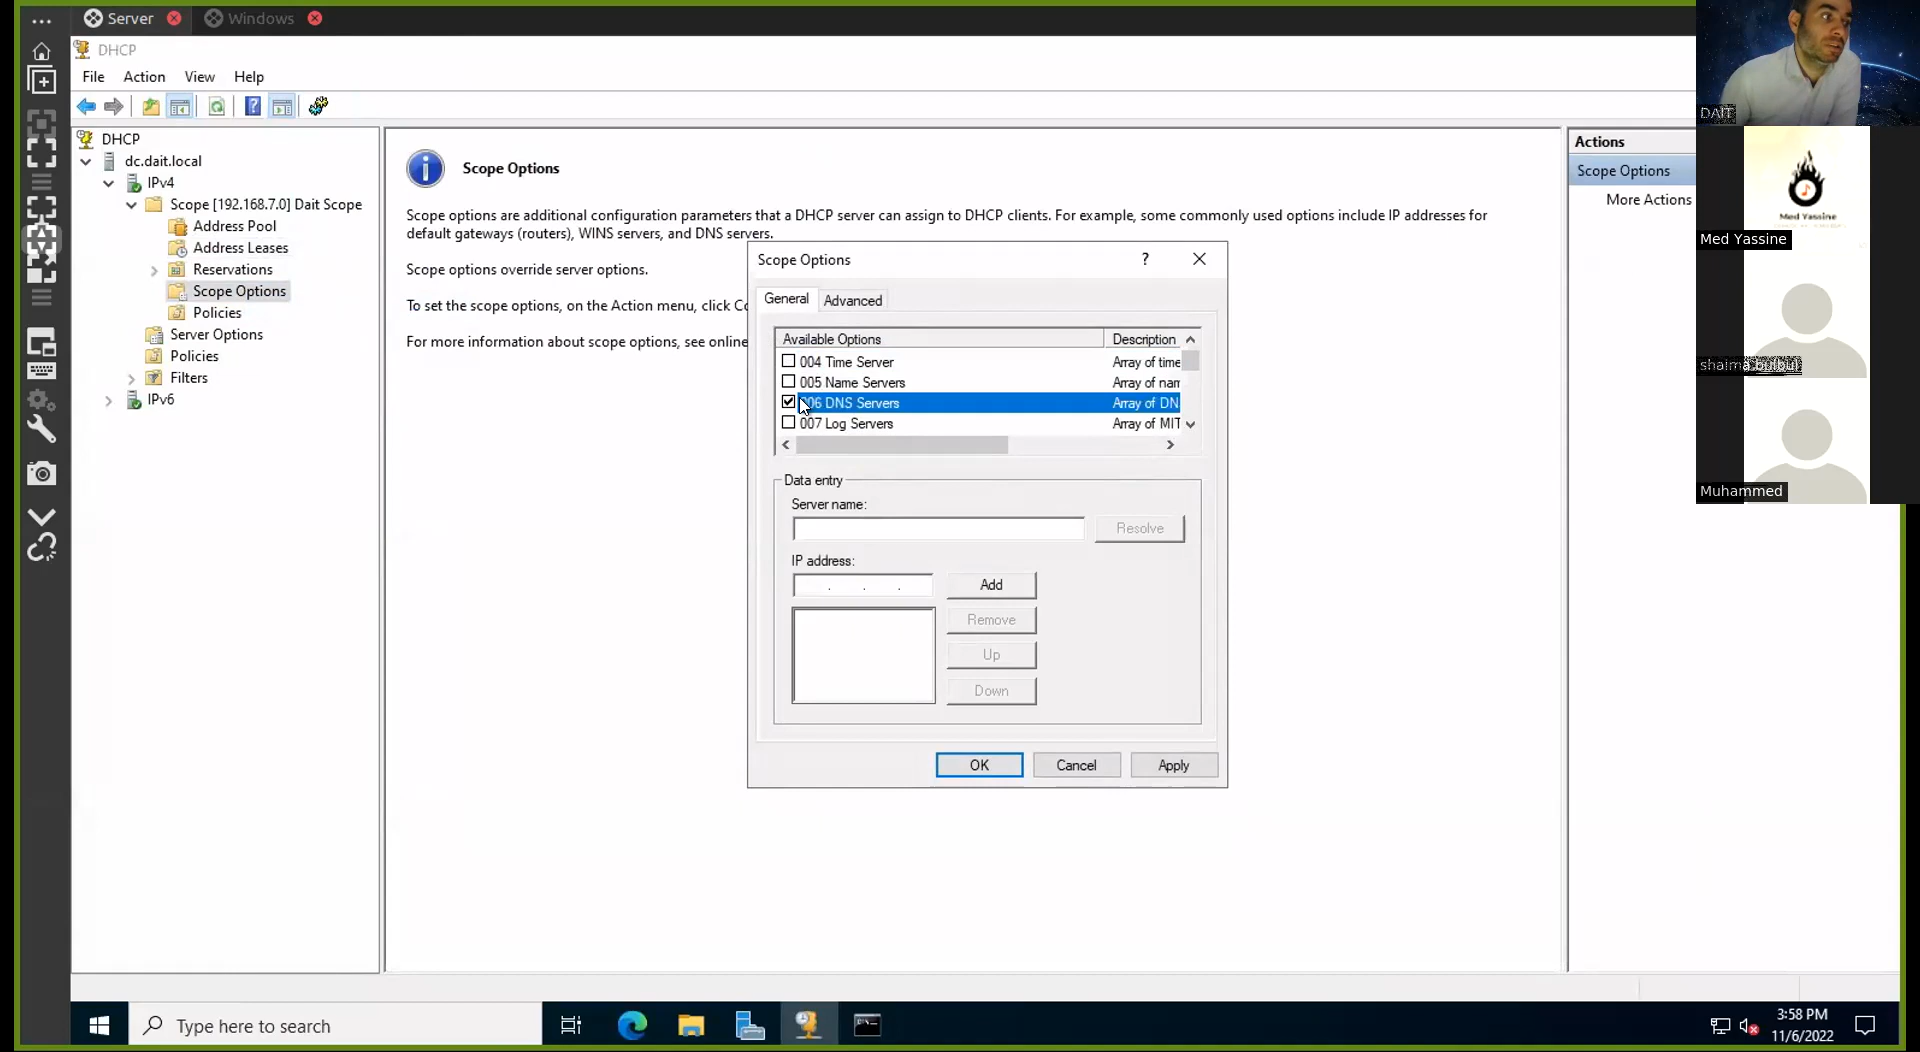 Server
Windows
DHCP
File Action View Help
DHCP
dc.dait.local
IPv4
Scope [192.168.7.0] Dait Scope
Address Pool
Address Leases
Reservations
Scope Options
Policies
Server Options
Policies
Filters
IPv6
Scope Options
Scope options are additional configuration parameters that a DHCP server can assign to DHCP clients. For example, some commonly used options include IP addresses for
default gateways (routers), WINS servers, and DNS servers.
Scope options override server options.
To set the scope options, on the Action menu, click Co
For more information about scope options, see online
Scope Options
?
General Advanced
Available Options Description
004 Time Server Array of time
005 Name Servers Array of nam
006 DNS Servers Array of DN
007 Log Servers Array of MIT
Data entry
Server name:
Resolve
IP address:
. . .
Add
Remove
Up
Down
OK Cancel Apply
Actions
Scope Options
More Actions
DAIT
Med Yassine
Med Yassine
shaima bulbul
Muhammed
Type here to search
3:58 PM
11/6/2022